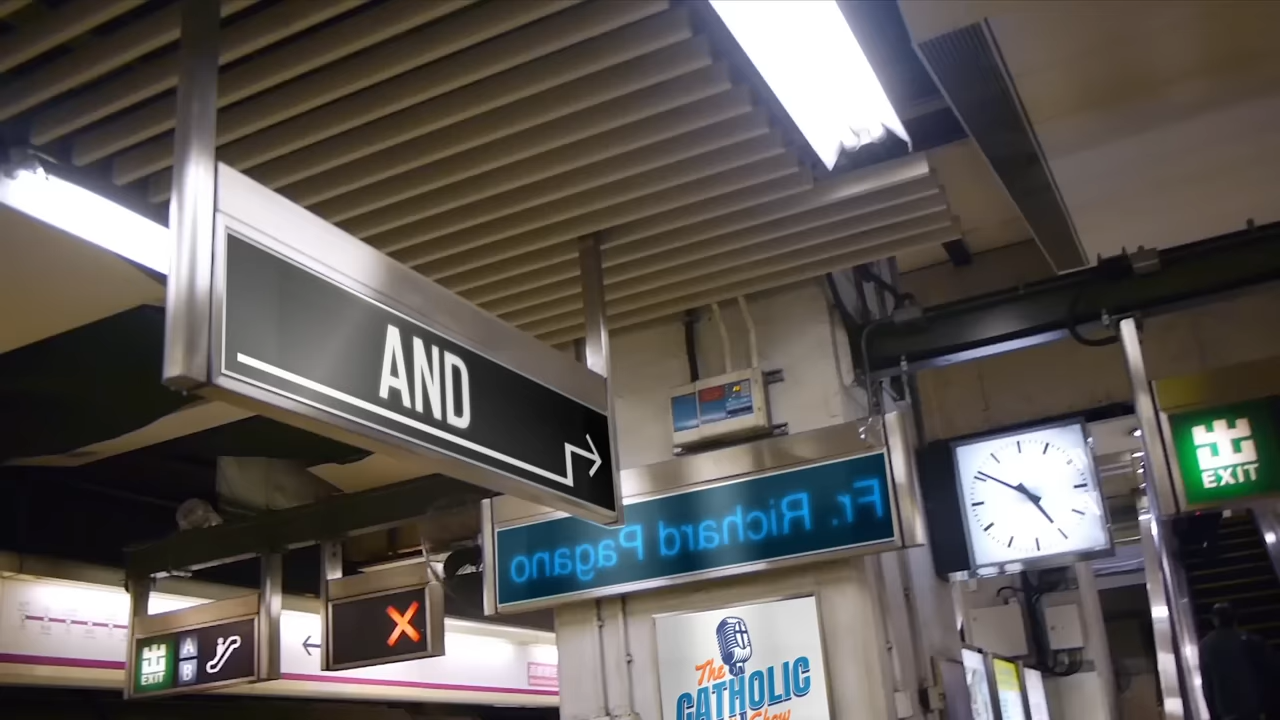 AND
Fr. Richard Pagano
EXIT
The
CATHOLIC
Show
EXIT
A
B